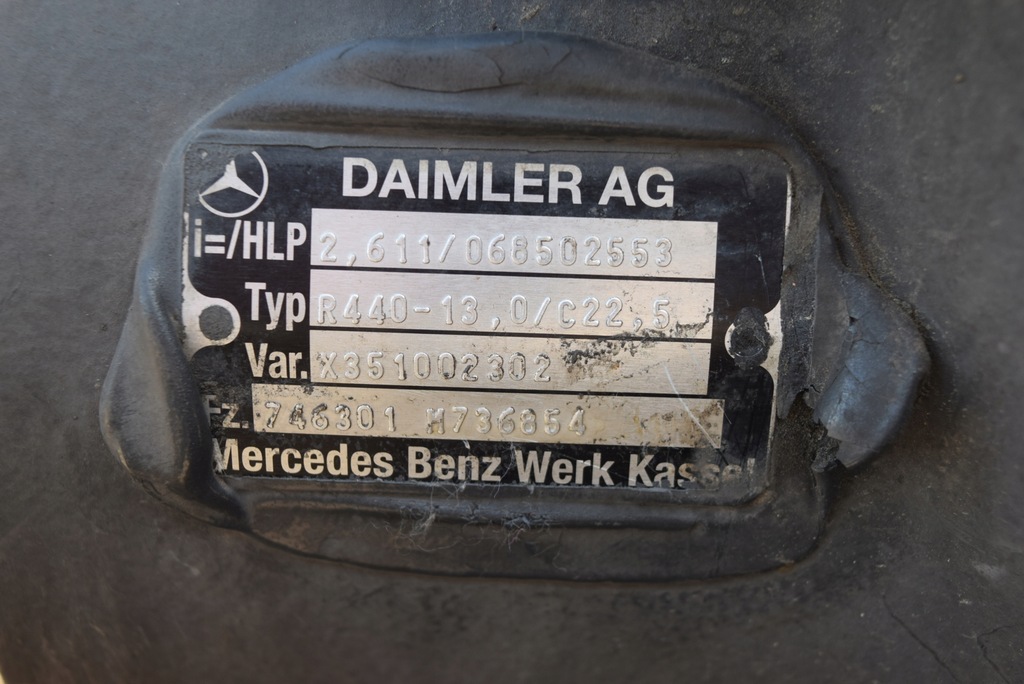 DAIMLER AG
i=/HLP 2,611/068502553
Typ R440-13,0/C22,5
Var. X351002302
Fz. 746301 M736854
Mercedes Benz Werk Kassel